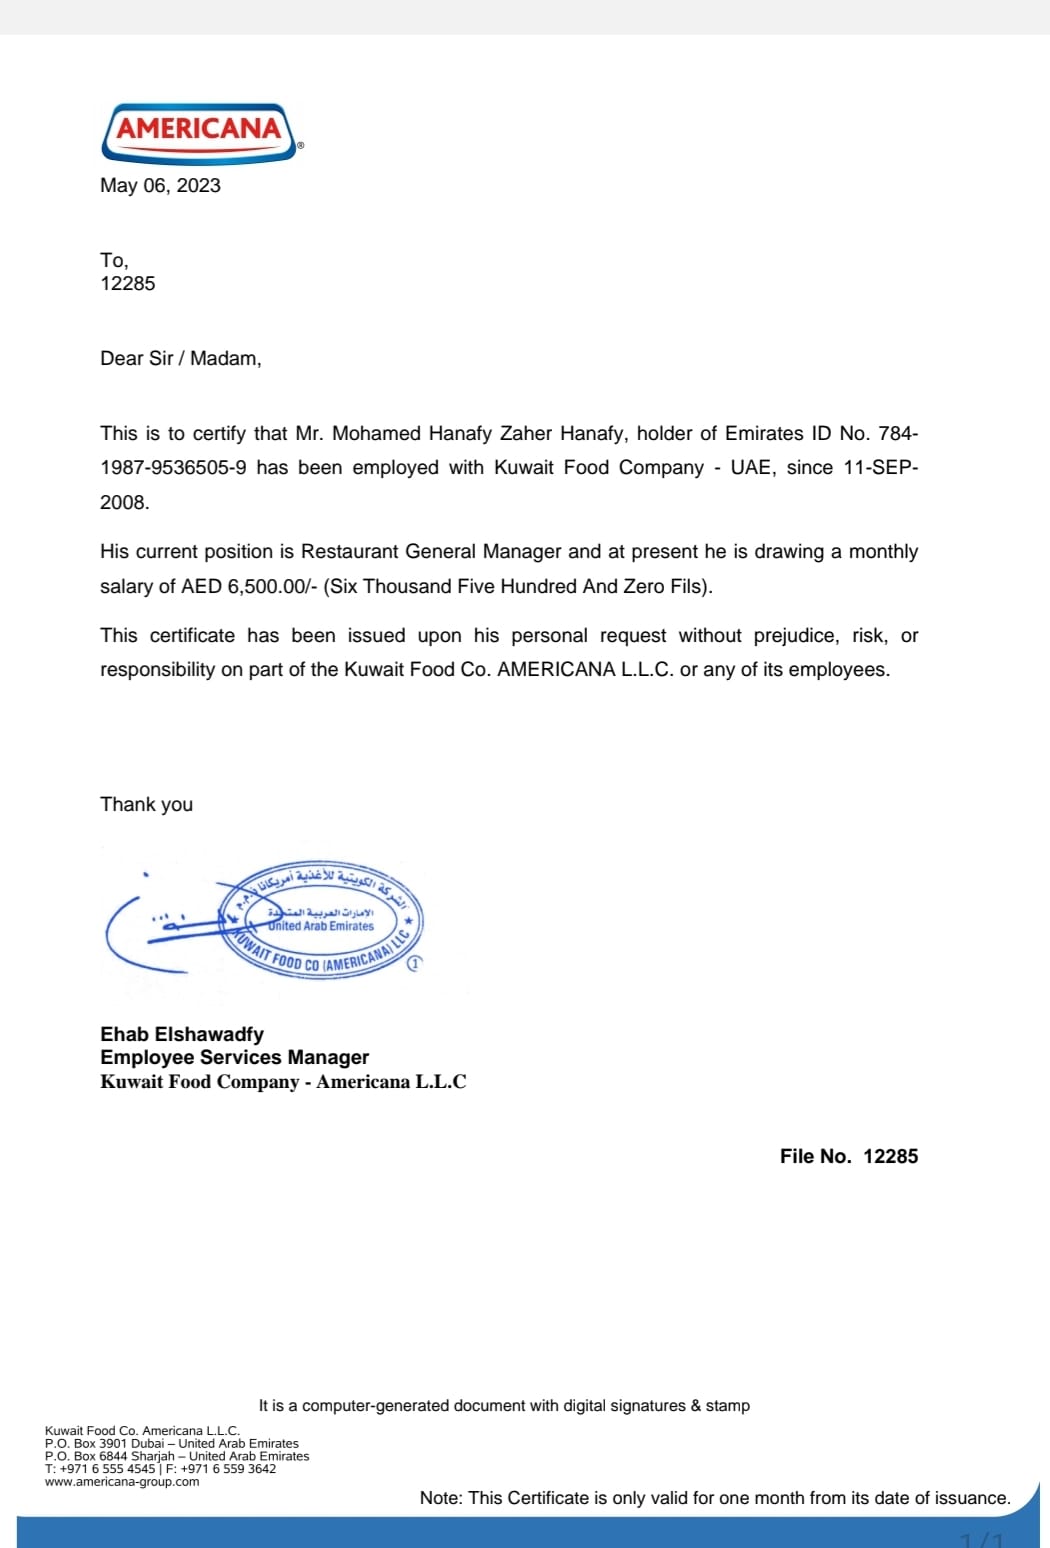 AMERICANA
®
May 06, 2023
To,
12285
Dear Sir / Madam,
This is to certify that Mr. Mohamed Hanafy Zaher Hanafy, holder of Emirates ID No. 784-
1987-9536505-9 has been employed with Kuwait Food Company - UAE, since 11-SEP-
2008.
His current position is Restaurant General Manager and at present he is drawing a monthly
salary of AED 6,500.00/- (Six Thousand Five Hundred And Zero Fils).
This certificate has been issued upon his personal request without prejudice, risk, or
responsibility on part of the Kuwait Food Co. AMERICANA L.L.C. or any of its employees.
Thank you
الشركة الكويتية للأغذية أمريكانا ذ.م.م
الامارات العربية المتحدة
United Arab Emirates
KUWAIT FOOD CO (AMERICANA) LLC
1
Ehab Elshawadfy
Employee Services Manager
Kuwait Food Company - Americana L.L.C
File No. 12285
It is a computer-generated document with digital signatures & stamp
Kuwait Food Co. Americana L.L.C.
P.O. Box 3901 Dubai – United Arab Emirates
P.O. Box 6844 Sharjah – United Arab Emirates
T: +971 6 555 4545 | F: +971 6 559 3642
www.americana-group.com
Note: This Certificate is only valid for one month from its date of issuance.
1/1